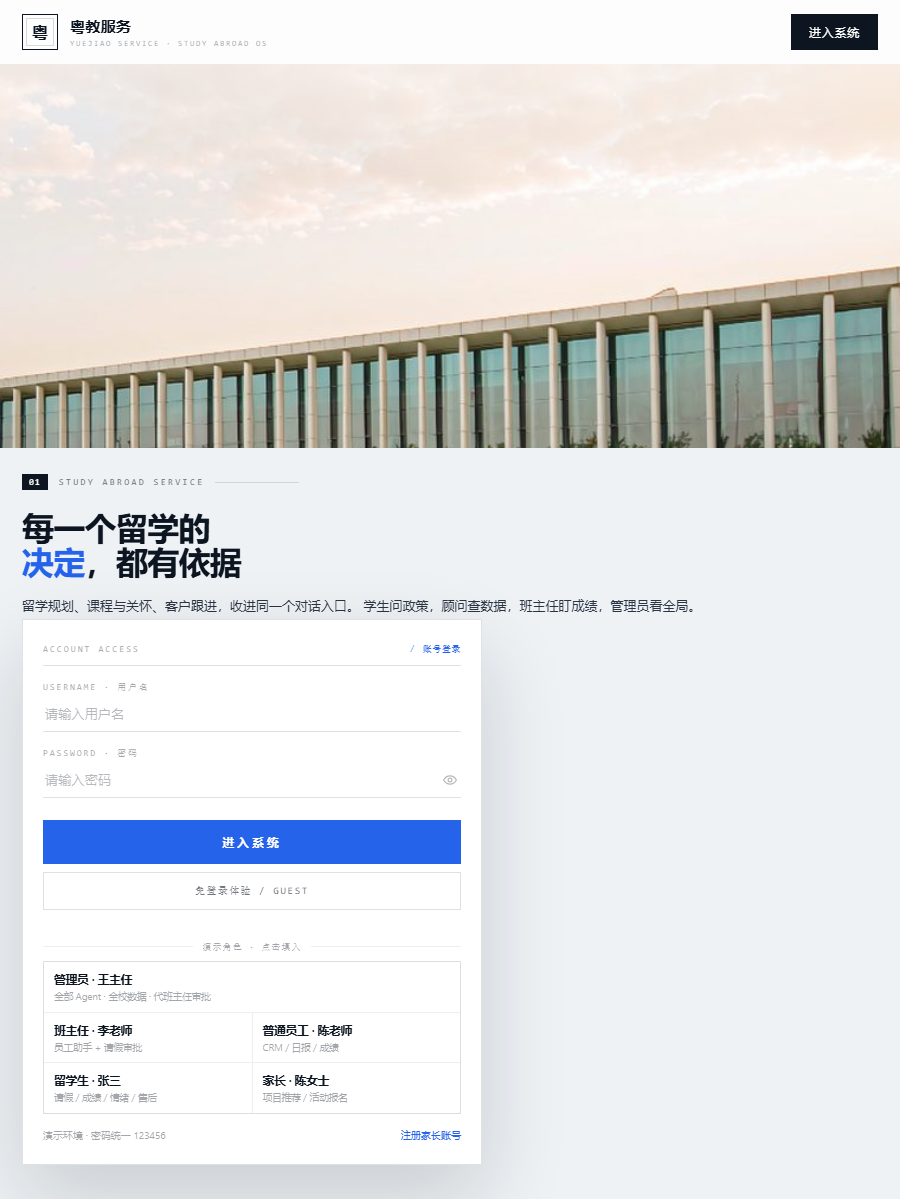 粤
粤教服务
YUEJIAO SERVICE · STUDY ABROAD OS
进入系统
01 STUDY ABROAD SERVICE
每一个留学的
决定，都有依据
留学规划、课程与关怀、客户跟进，收进同一个对话入口。 学生问政策，顾问查数据，班主任盯成绩，管理员看全局。
ACCOUNT ACCESS
/ 账号登录
USERNAME · 用户名
请输入用户名
PASSWORD · 密码
请输入密码
进入系统
免登录体验 / GUEST
演示角色 · 点击填入
管理员 · 王主任
全部 Agent · 全校数据 · 代班主任审批
班主任 · 李老师
员工助手 + 请假审批
普通员工 · 陈老师
CRM / 日报 / 成绩
留学生 · 张三
请假 / 成绩 / 情绪 / 售后
家长 · 陈女士
项目推荐 / 活动报名
演示环境 · 密码统一 123456
注册家长账号